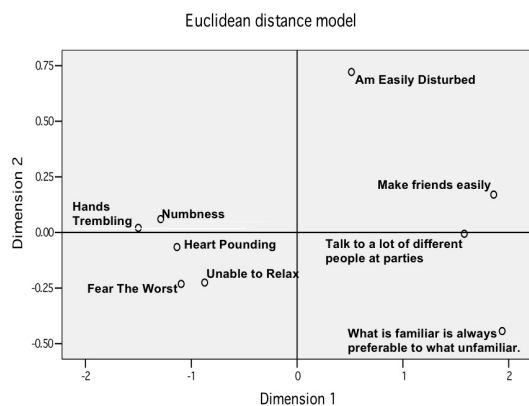 Euclidean distance model
0.75
Am Easily Disturbed
0.50
0.25
Make friends easily
Hands
Trembling
Numbness
0.00
Heart Pounding
Talk to a lot of different
people at parties
Unable to Relax
Fear The Worst
-0.25
What is familiar is always
preferable to what unfamiliar.
-0.50
-2
-1
0
1
2
Dimension 1
Dimension 2